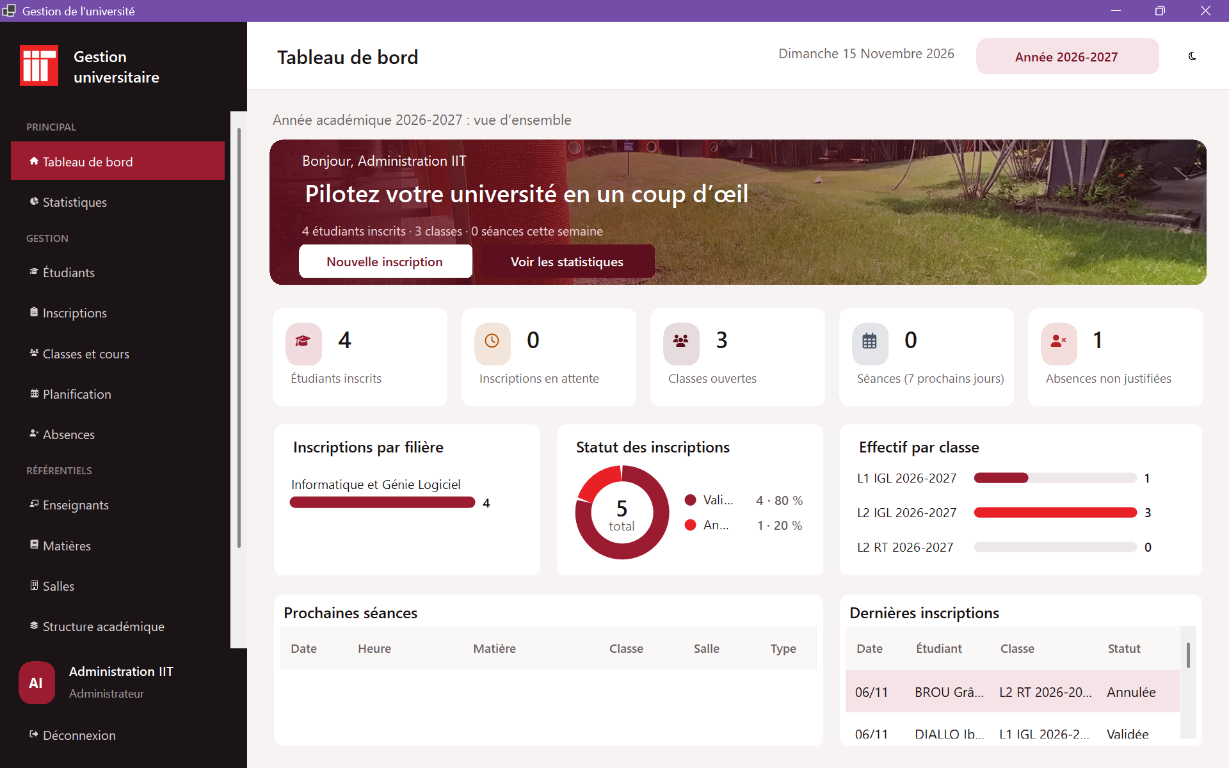 Gestion de l'université
IIT
Gestion
universitaire
PRINCIPAL
Tableau de bord
Statistiques
GESTION
Étudiants
Inscriptions
Classes et cours
Planification
Absences
RÉFÉRENTIELS
Enseignants
Matières
Salles
Structure académique
AI
Administration IIT
Administrateur
Déconnexion
Tableau de bord
Dimanche 15 Novembre 2026
Année 2026-2027
Année académique 2026-2027 : vue d’ensemble
Bonjour, Administration IIT
Pilotez votre université en un coup d’œil
4 étudiants inscrits · 3 classes · 0 séances cette semaine
Nouvelle inscription
Voir les statistiques
4
Étudiants inscrits
0
Inscriptions en attente
3
Classes ouvertes
0
Séances (7 prochains jours)
1
Absences non justifiées
Inscriptions par filière
Informatique et Génie Logiciel
4
Statut des inscriptions
5
total
Vali... 4 · 80 %
An... 1 · 20 %
Effectif par classe
L1 IGL 2026-2027 1
L2 IGL 2026-2027 3
L2 RT 2026-2027 0
Prochaines séances
Date Heure Matière Classe Salle Type
Dernières inscriptions
Date Étudiant Classe Statut
06/11 BROU Grâ... L2 RT 2026-20... Annulée
06/11 DIALLO Ib... L1 IGL 2026-2... Validée